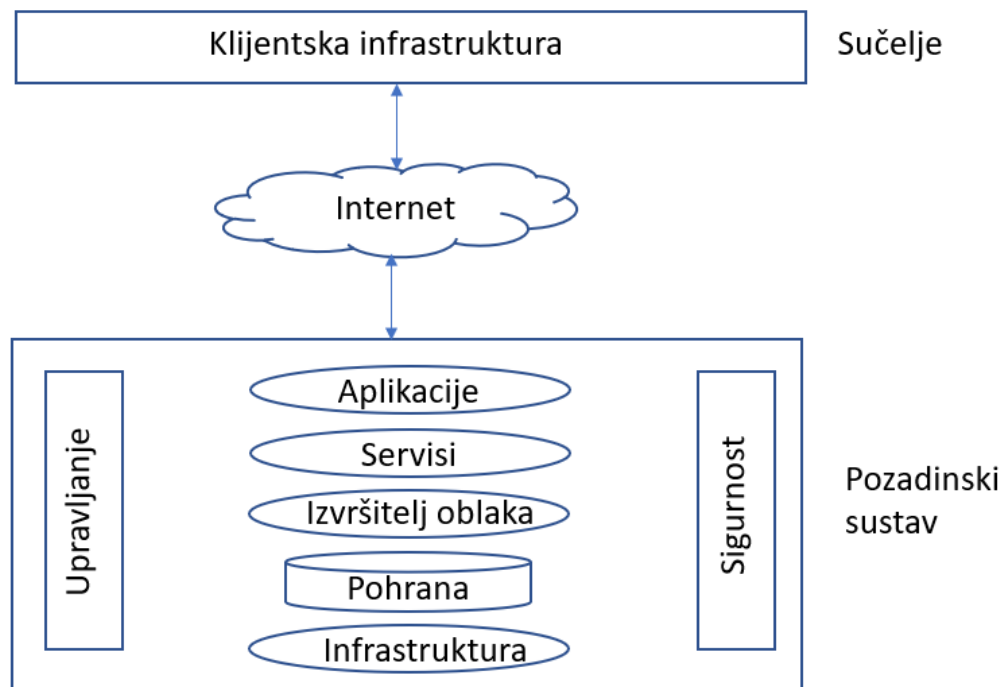 Klijentska infrastruktura
Sučelje
Internet
Upravljanje
Aplikacije
Servisi
Izvršitelj oblaka
Pohrana
Infrastruktura
Sigurnost
Pozadinski
sustav